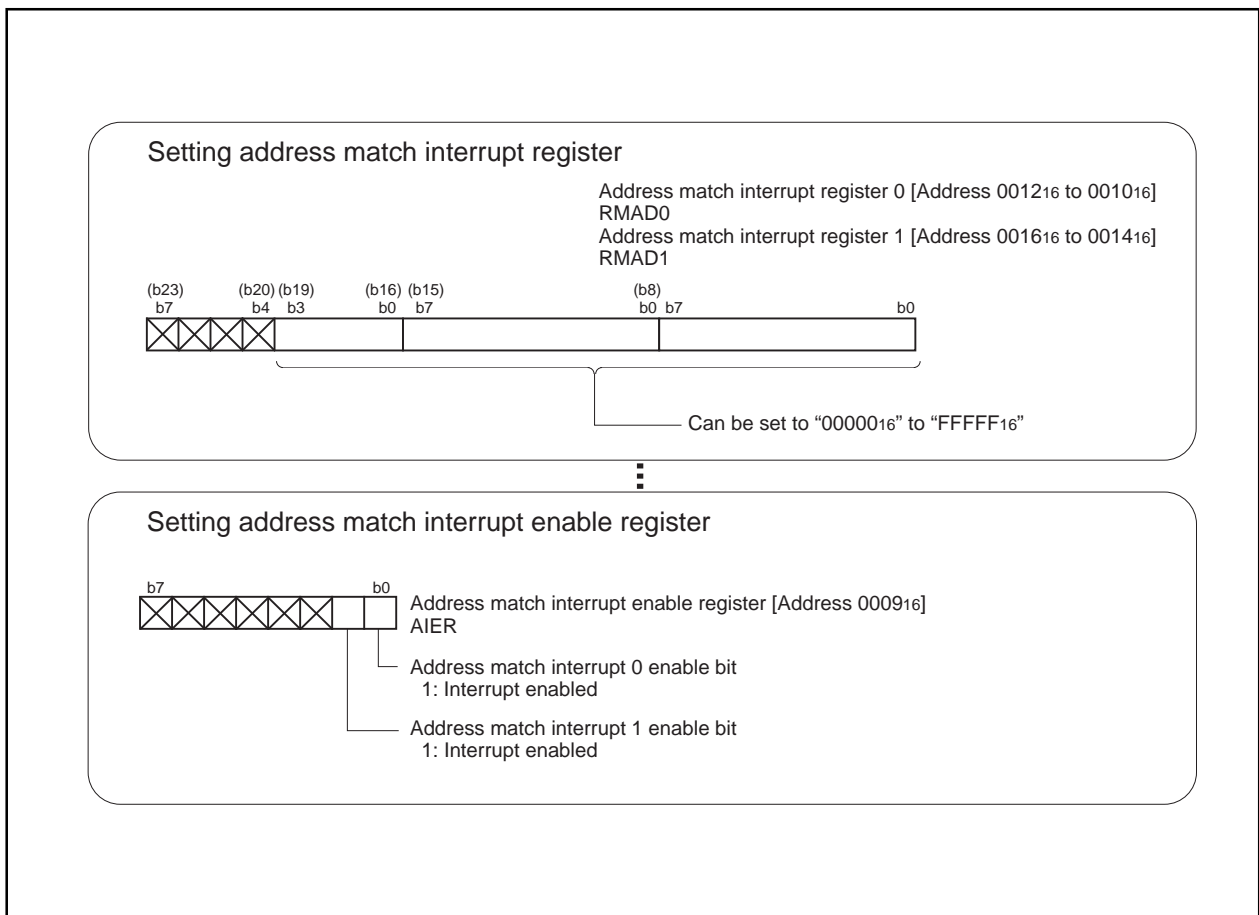 Setting address match interrupt register
Address match interrupt register 0 [Address 001216 to 001016]
RMAD0
Address match interrupt register 1 [Address 001616 to 001416]
RMAD1
(b23) (b20) (b19) (b16) (b15) (b8)
b7 b4 b3 b0 b7 b0 b7 b0
Can be set to “0000016” to “FFFFF16”
Setting address match interrupt enable register
b7 b0
Address match interrupt enable register [Address 000916]
AIER
Address match interrupt 0 enable bit
1: Interrupt enabled
Address match interrupt 1 enable bit
1: Interrupt enabled